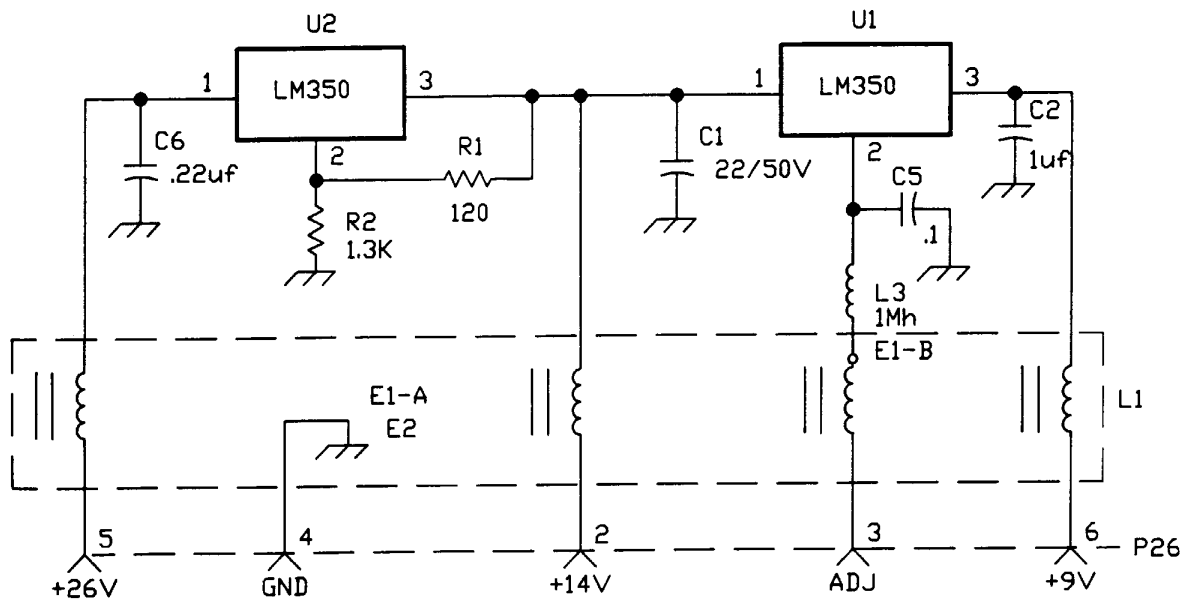 U2
U1
1
LM350
3
1
LM350
3
C6
.22uf
2
R1
120
R2
1.3K
C1
22/50V
2
C5
.1
C2
1uf
L3
1Mh
E1-B
E1-A
E2
L1
5
4
2
3
6
P26
+26V
GND
+14V
ADJ
+9V